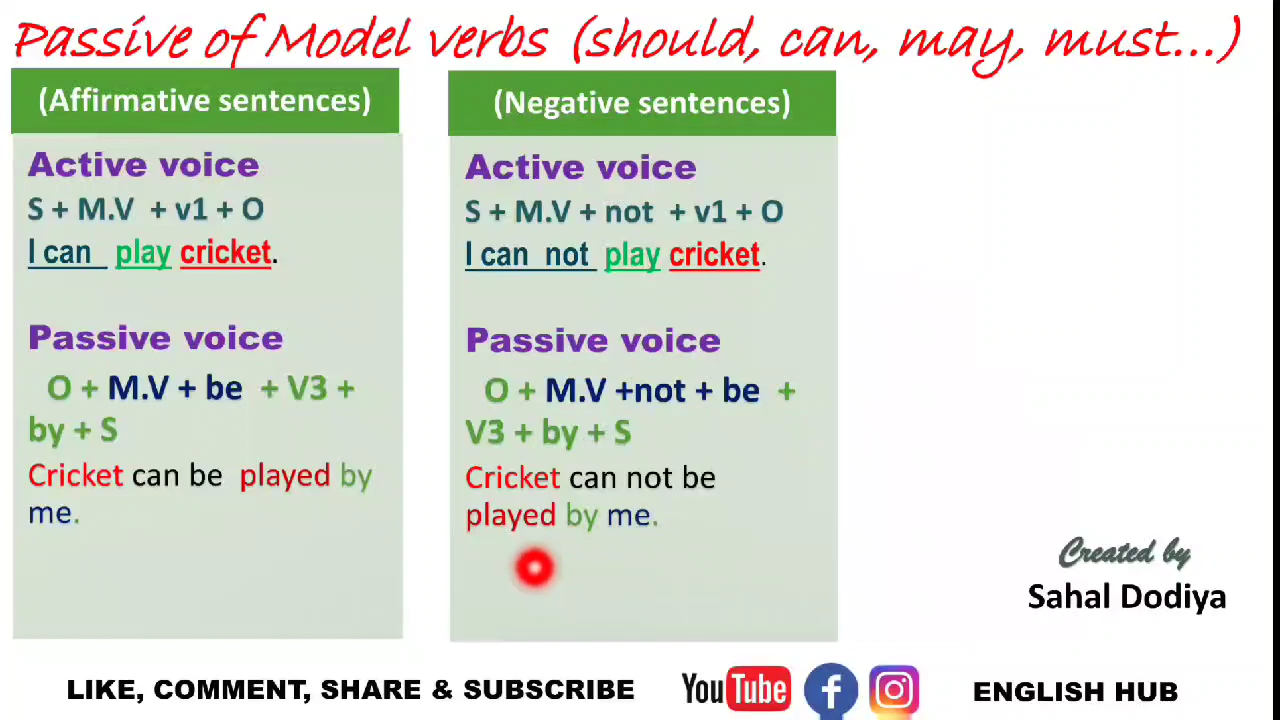 Passive of Model verbs (should, can, may, must...)
(Affirmative sentences)
Active voice
S + M.V + v1 + O
I can play cricket.
Passive voice
O + M.V + be + V3 +
by + S
Cricket can be played by
me.
(Negative sentences)
Active voice
S + M.V + not + v1 + O
I can not play cricket.
Passive voice
O + M.V +not + be +
V3 + by + S
Cricket can not be
played by me.
Created by
Sahal Dodiya
LIKE, COMMENT, SHARE & SUBSCRIBE
YouTube
f
ENGLISH HUB